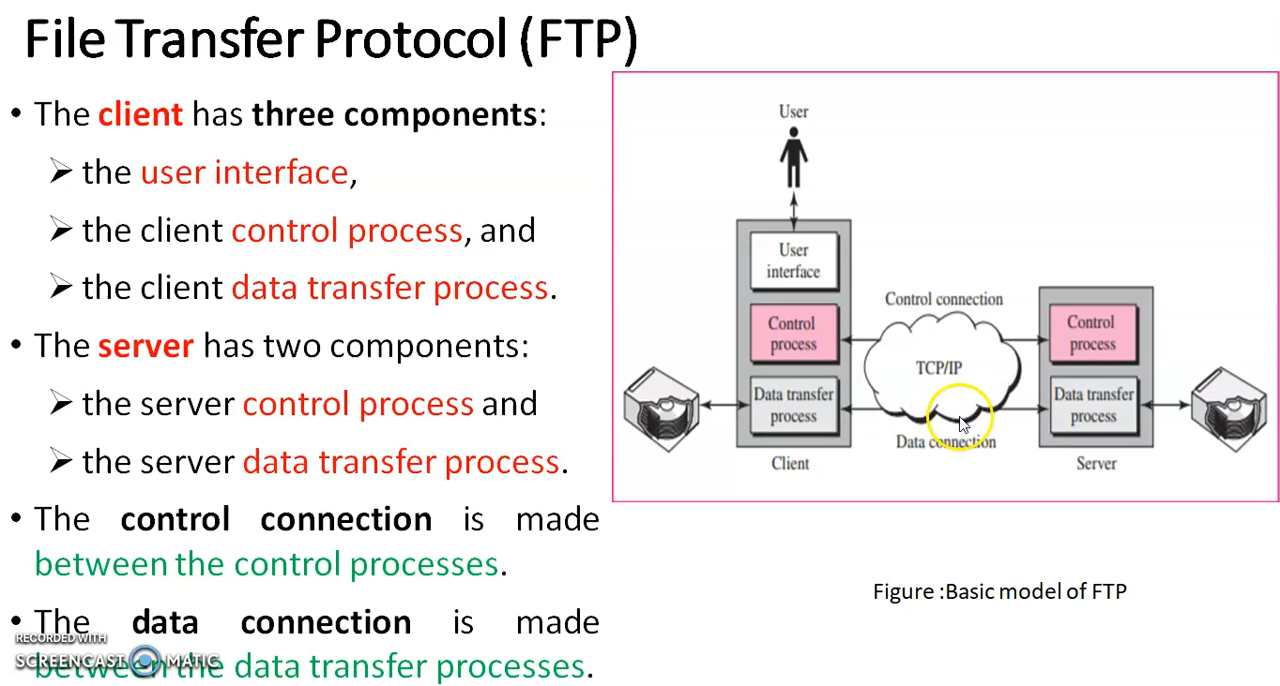 File Transfer Protocol (FTP)
• The client has three components:
➢ the user interface,
➢ the client control process, and
➢ the client data transfer process.
• The server has two components:
➢ the server control process and
➢ the server data transfer process.
• The control connection is made
between the control processes.
• The data connection is made
between the data transfer processes.
RECORDED WITH
SCREENCAST MATIC
User
User
interface
Control
process
Data transfer
process
Client
Control connection
TCP/IP
Data connection
Control
process
Data transfer
process
Server
Figure :Basic model of FTP